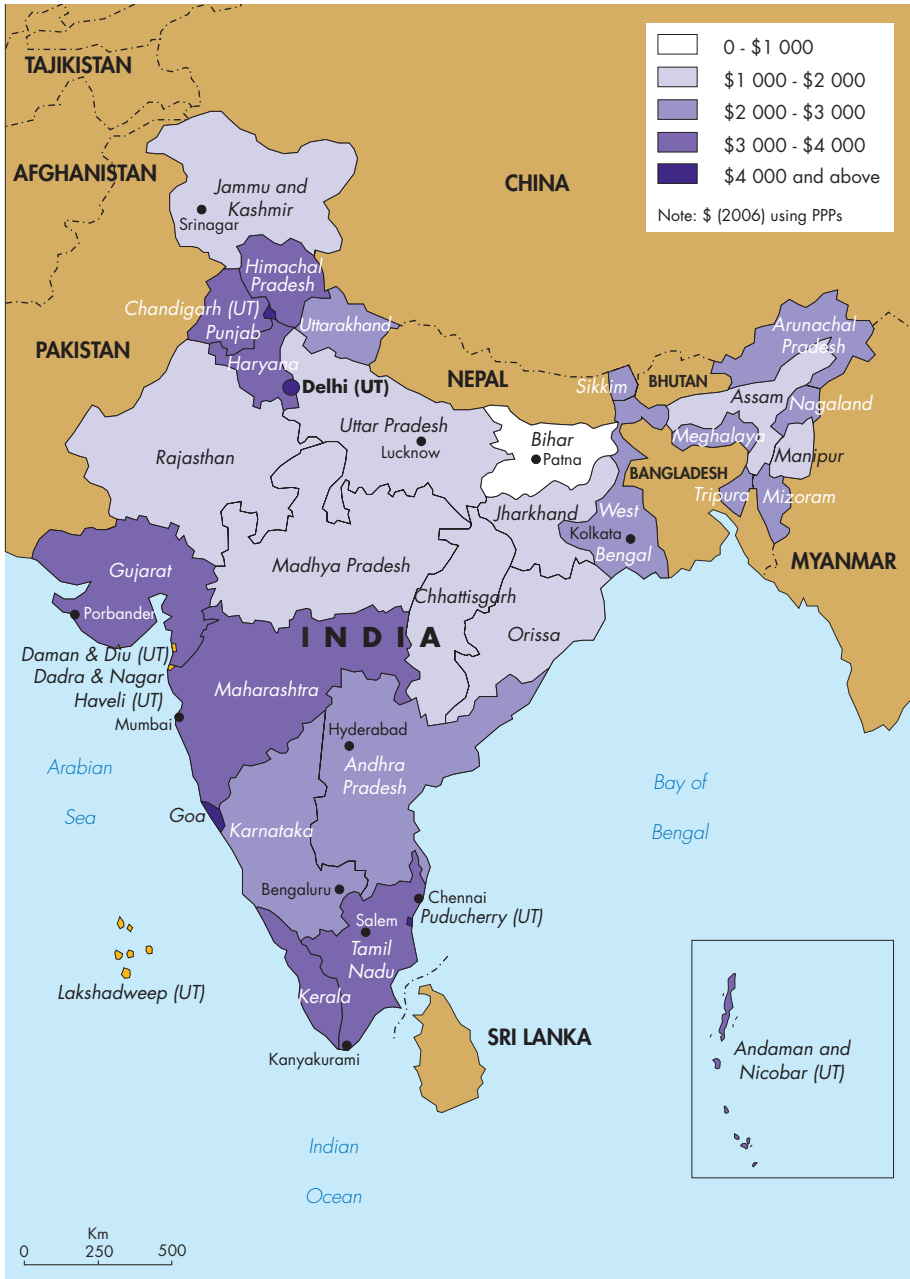 TAJIKISTAN
0 - $1 000
$1 000 - $2 000
$2 000 - $3 000
$3 000 - $4 000
$4 000 and above
Note: $ (2006) using PPPs
AFGHANISTAN
CHINA
Jammu and
Kashmir
Srinagar
Himachal
Pradesh
Chandigarh (UT)
Punjab
Uttarakhand
Arunachal
Pradesh
PAKISTAN
Haryana
Delhi (UT)
NEPAL
Sikkim
BHUTAN
Assam
Nagaland
Uttar Pradesh
Lucknow
Bihar
Patna
Meghalaya
Manipur
Rajasthan
BANGLADESH
Tripura
Mizoram
Jharkhand
West
Bengal
Kolkata
MYANMAR
Gujarat
Madhya Pradesh
Chhattisgarh
Porbander
INDIA
Orissa
Daman & Diu (UT)
Dadra & Nagar
Haveli (UT)
Maharashtra
Mumbai
Hyderabad
Andhra
Pradesh
Arabian
Sea
Bay of
Bengal
Goa
Karnataka
Bengaluru
Chennai
Puducherry (UT)
Salem
Tamil
Nadu
Lakshadweep (UT)
Kerala
SRI LANKA
Kanyakurami
Andaman and
Nicobar (UT)
Indian
Ocean
Km
0 250 500